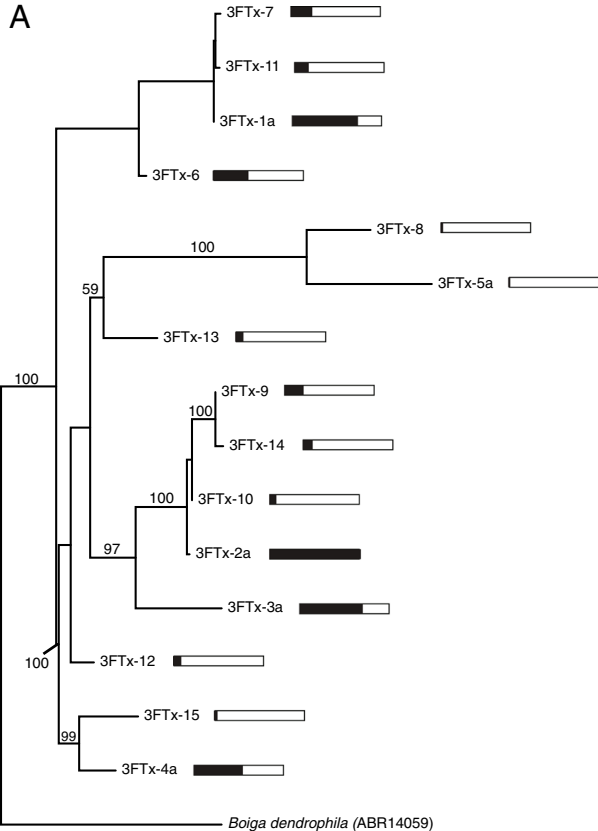 A
3FTx-7
3FTx-11
3FTx-1a
3FTx-6
3FTx-8
100
3FTx-5a
59
3FTx-13
100
3FTx-9
100
3FTx-14
100
3FTx-10
97
3FTx-2a
3FTx-3a
100
3FTx-12
3FTx-15
99
3FTx-4a
Boiga dendrophila (ABR14059)